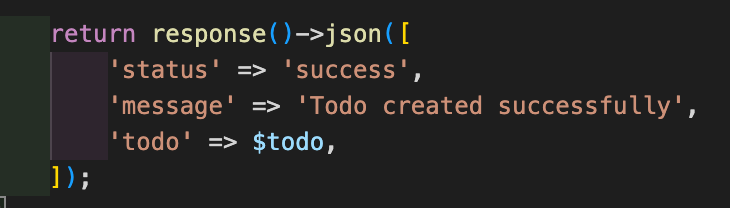 return response()->json([
    'status' => 'success',
    'message' => 'Todo created successfully',
    'todo' => $todo,
]);